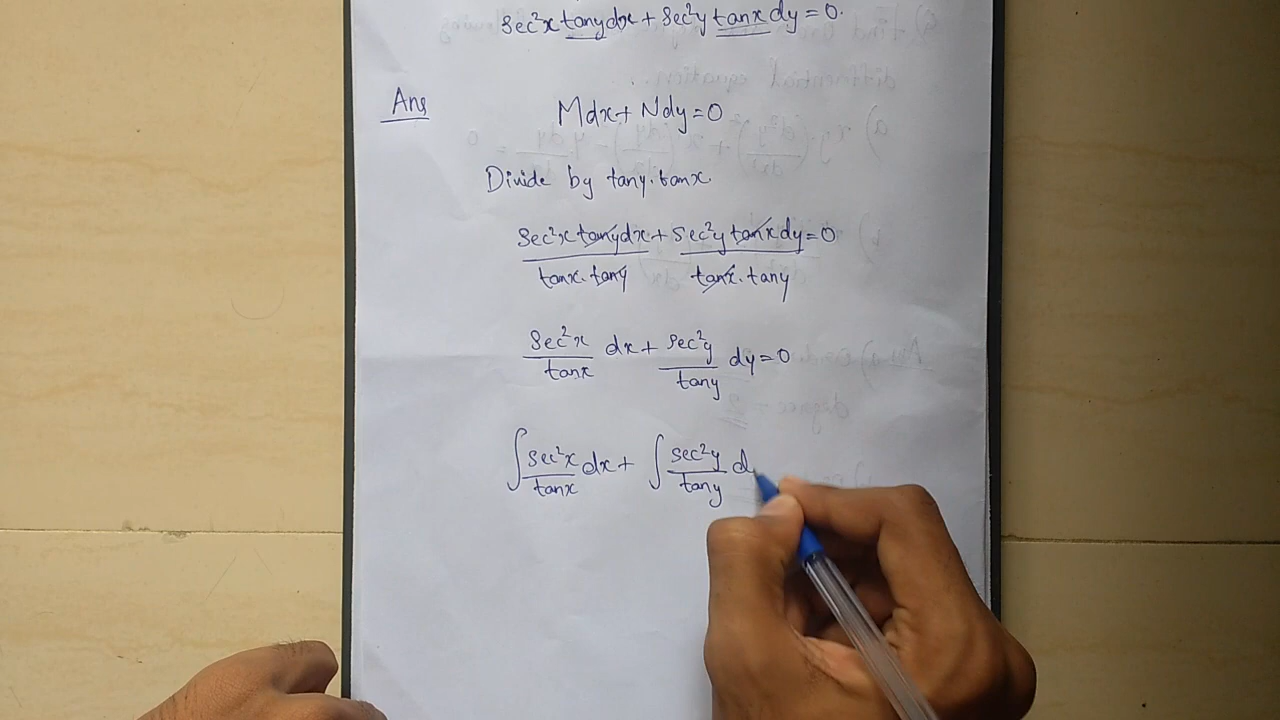 sec²x tany dx + sec²y tanx dy = 0.
Ans
Mdx + Ndy = 0
Divide by tany. tanx.
sec²x tany dx + sec²y tanx dy = 0
tanx. tany tanx. tany
sec²x dx + sec²y dy = 0
tanx tany
∫ sec²x dx + ∫ sec²y d
tanx tany